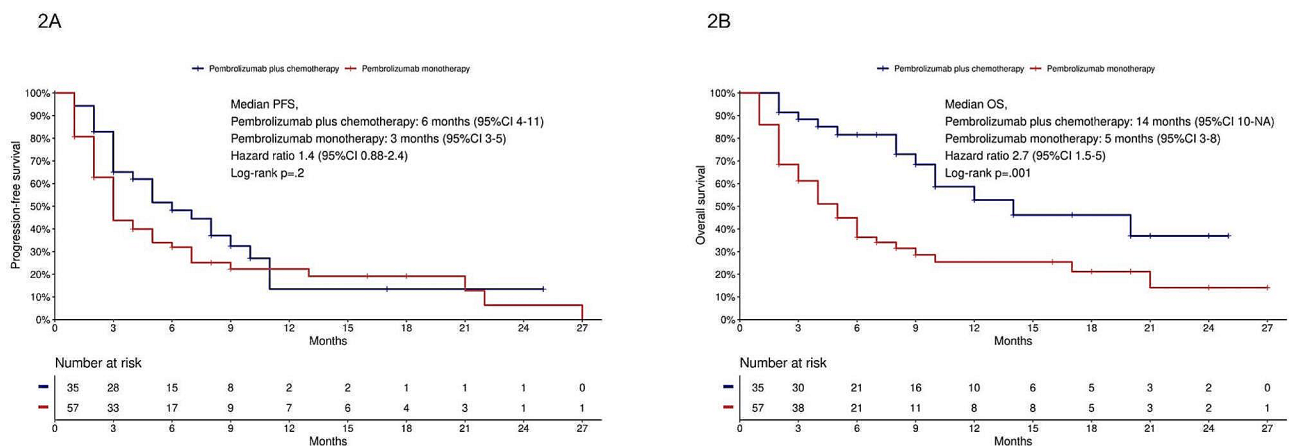 2A
Pembrolizumab plus chemotherapy Pembrolizumab monotherapy
Median PFS,
Pembrolizumab plus chemotherapy: 6 months (95%CI 4-11)
Pembrolizumab monotherapy: 3 months (95%CI 3-5)
Hazard ratio 1.4 (95%CI 0.88-2.4)
Log-rank p=.2
Progression-free survival
100%
90%
80%
70%
60%
50%
40%
30%
20%
10%
0%
0 3 6 9 12 15 18 21 24 27
Months
Number at risk
35 28 15 8 2 2 1 1 1 0
57 33 17 9 7 6 4 3 1 1
0 3 6 9 12 15 18 21 24 27
Months
2B
Pembrolizumab plus chemotherapy Pembrolizumab monotherapy
Median OS,
Pembrolizumab plus chemotherapy: 14 months (95%CI 10-NA)
Pembrolizumab monotherapy: 5 months (95%CI 3-8)
Hazard ratio 2.7 (95%CI 1.5-5)
Log-rank p=.001
Overall survival
100%
90%
80%
70%
60%
50%
40%
30%
20%
10%
0%
0 3 6 9 12 15 18 21 24 27
Months
Number at risk
35 30 21 16 10 6 5 3 2 0
57 38 21 11 8 8 5 3 2 1
0 3 6 9 12 15 18 21 24 27
Months